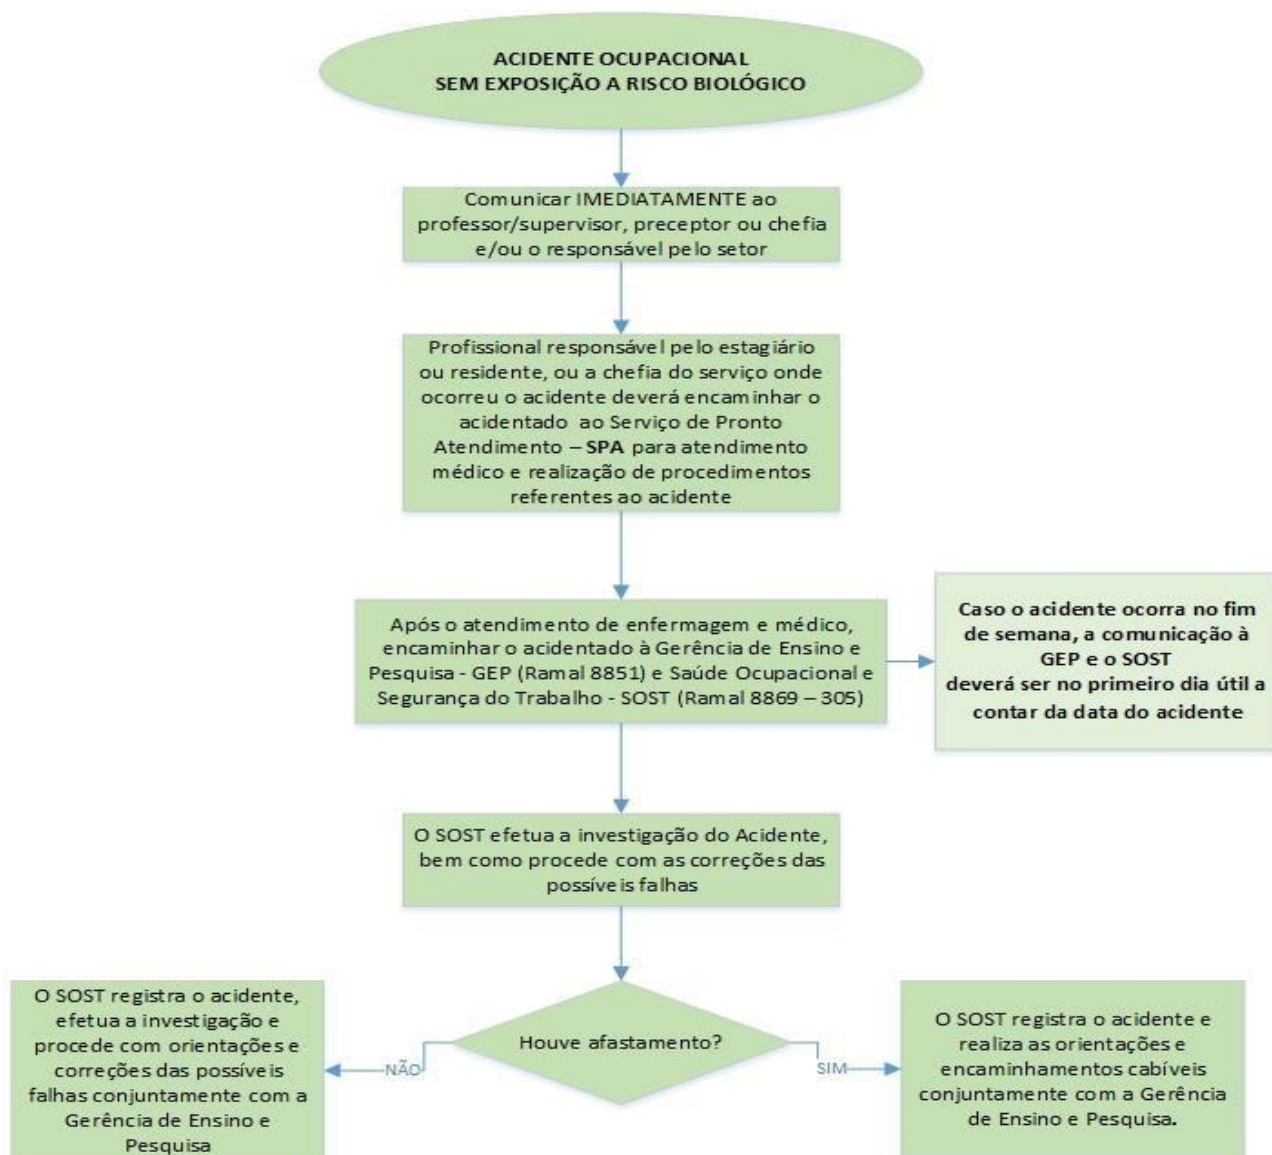 ACIDENTE OCUPACIONAL
SEM EXPOSIÇÃO A RISCO BIOLÓGICO
Comunicar IMEDIATAMENTE ao
professor/supervisor, preceptor ou chefia
e/ou o responsável pelo setor
Profissional responsável pelo estagiário
ou residente, ou a chefia do serviço onde
ocorreu o acidente deverá encaminhar o
acidentado ao Serviço de Pronto
Atendimento – SPA para atendimento
médico e realização de procedimentos
referentes ao acidente
Após o atendimento de enfermagem e médico,
encaminhar o acidentado à Gerência de Ensino e
Pesquisa - GEP (Ramal 8851) e Saúde Ocupacional e
Segurança do Trabalho - SOST (Ramal 8869 – 305)
Caso o acidente ocorra no fim
de semana, a comunicação à
GEP e o SOST
deverá ser no primeiro dia útil a
contar da data do acidente
O SOST efetua a investigação do Acidente,
bem como procede com as correções das
possíveis falhas
Houve afastamento?
NÃO
O SOST registra o acidente,
efetua a investigação e
procede com orientações e
correções das possíveis
falhas conjuntamente com a
Gerência de Ensino e
Pesquisa
SIM
O SOST registra o acidente e
realiza as orientações e
encaminhamentos cabíveis
conjuntamente com a Gerência
de Ensino e Pesquisa.